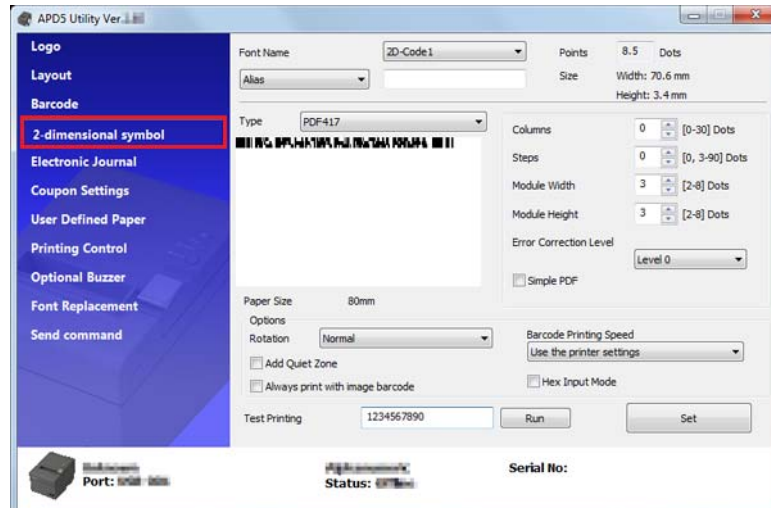 APD5 Utility Ver.
Logo
Layout
Barcode
2-dimensional symbol
Electronic Journal
Coupon Settings
User Defined Paper
Printing Control
Optional Buzzer
Font Replacement
Send command
Font Name 2D-Code1 Points 8.5 Dots
Alias Size Width: 70.6 mm
Height: 3.4 mm
Type PDF417
Columns 0 [0-30] Dots
Steps 0 [0, 3-90] Dots
Module Width 3 [2-8] Dots
Module Height 3 [2-8] Dots
Error Correction Level
Level 0
Simple PDF
Paper Size 80mm
Options
Rotation Normal
Add Quiet Zone
Always print with image barcode
Barcode Printing Speed
Use the printer settings
Hex Input Mode
Test Printing 1234567890 Run Set
Port:
Status:
Serial No: